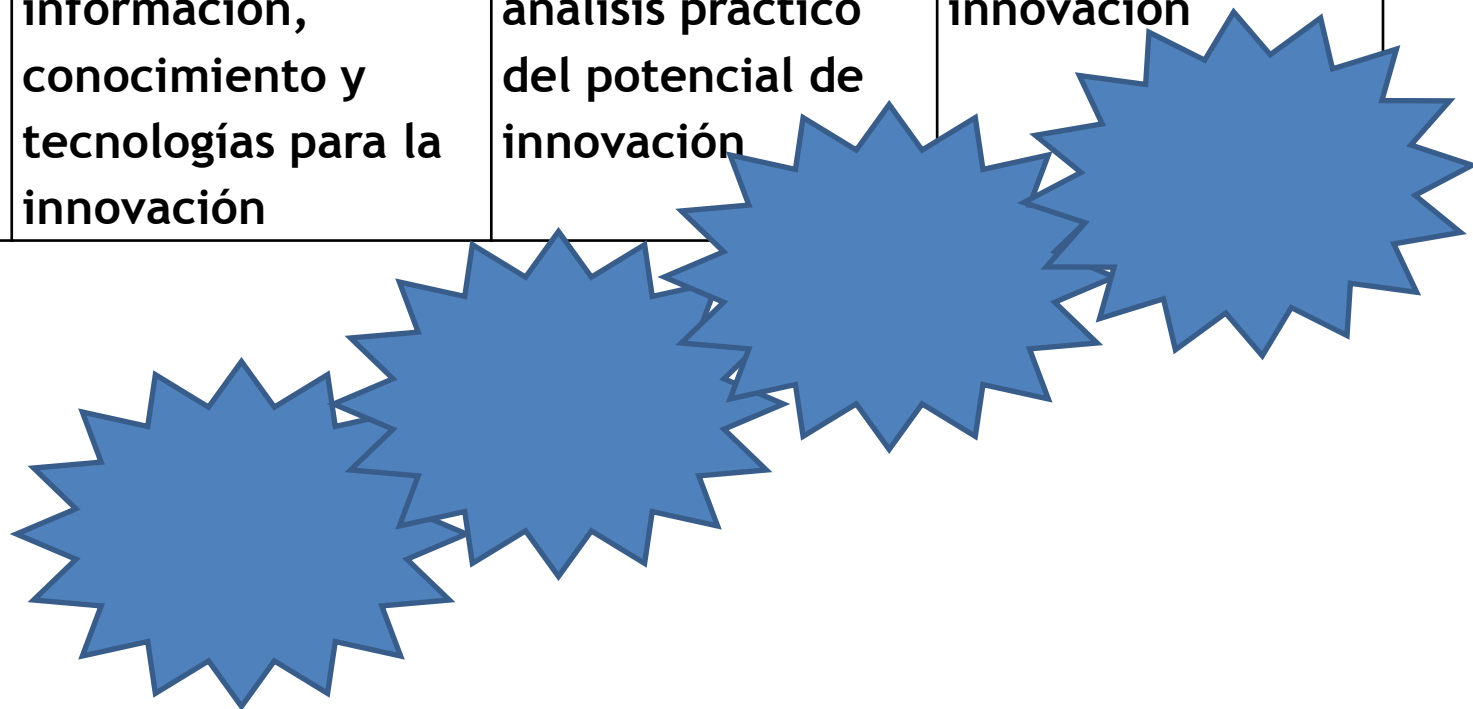 información,
conocimiento y
tecnologías para la
innovación
análisis práctico
del potencial de
innovación
innovación